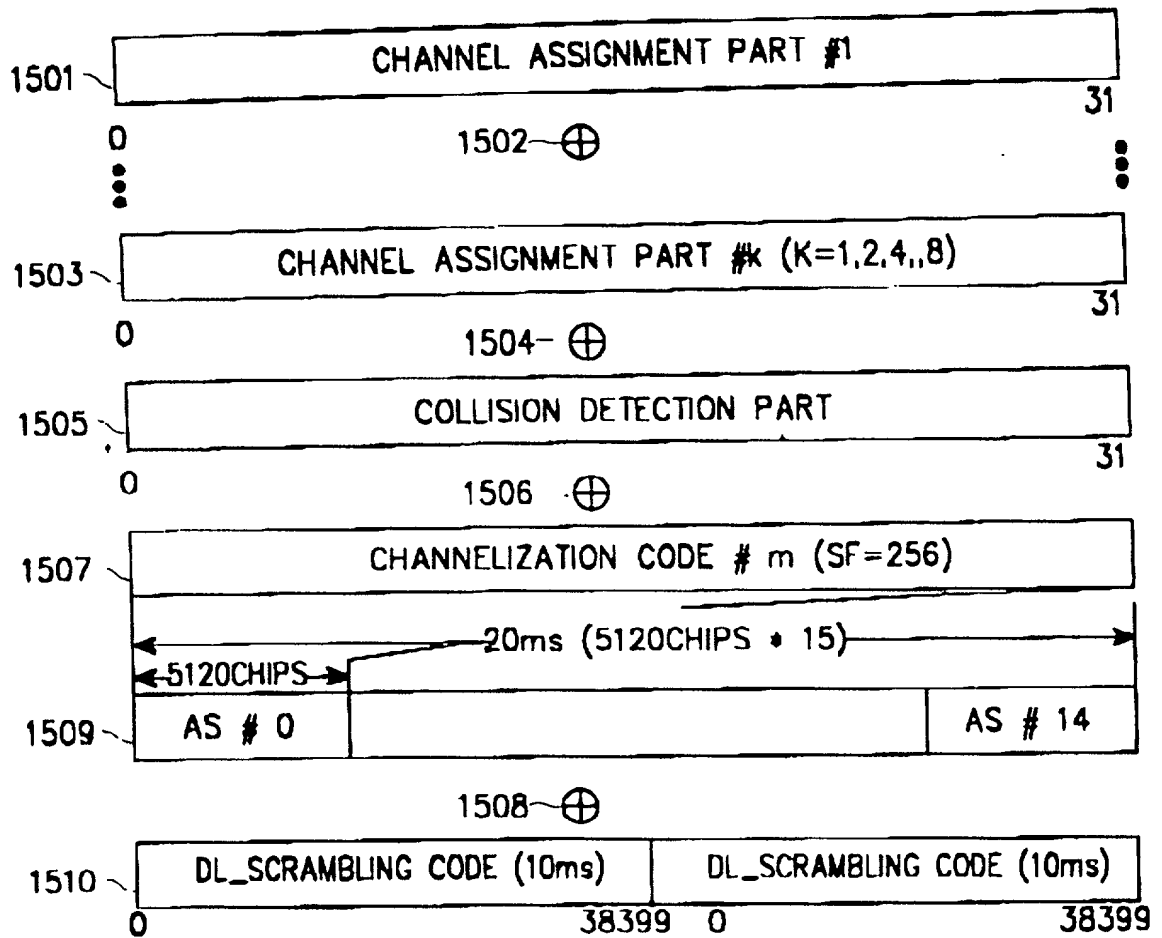 CHANNEL ASSIGNMENT PART #1
1501
0 31
1502
CHANNEL ASSIGNMENT PART #k (K=1,2,4,,8)
1503
0 31
1504
COLLISION DETECTION PART
1505
0 31
1506
CHANNELIZATION CODE # m (SF=256)
1507
20ms (5120CHIPS * 15)
5120CHIPS
1509 AS # 0 AS # 14
1508
1510 DL_SCRAMBLING CODE (10ms) DL_SCRAMBLING CODE (10ms)
0 38399 0 38399